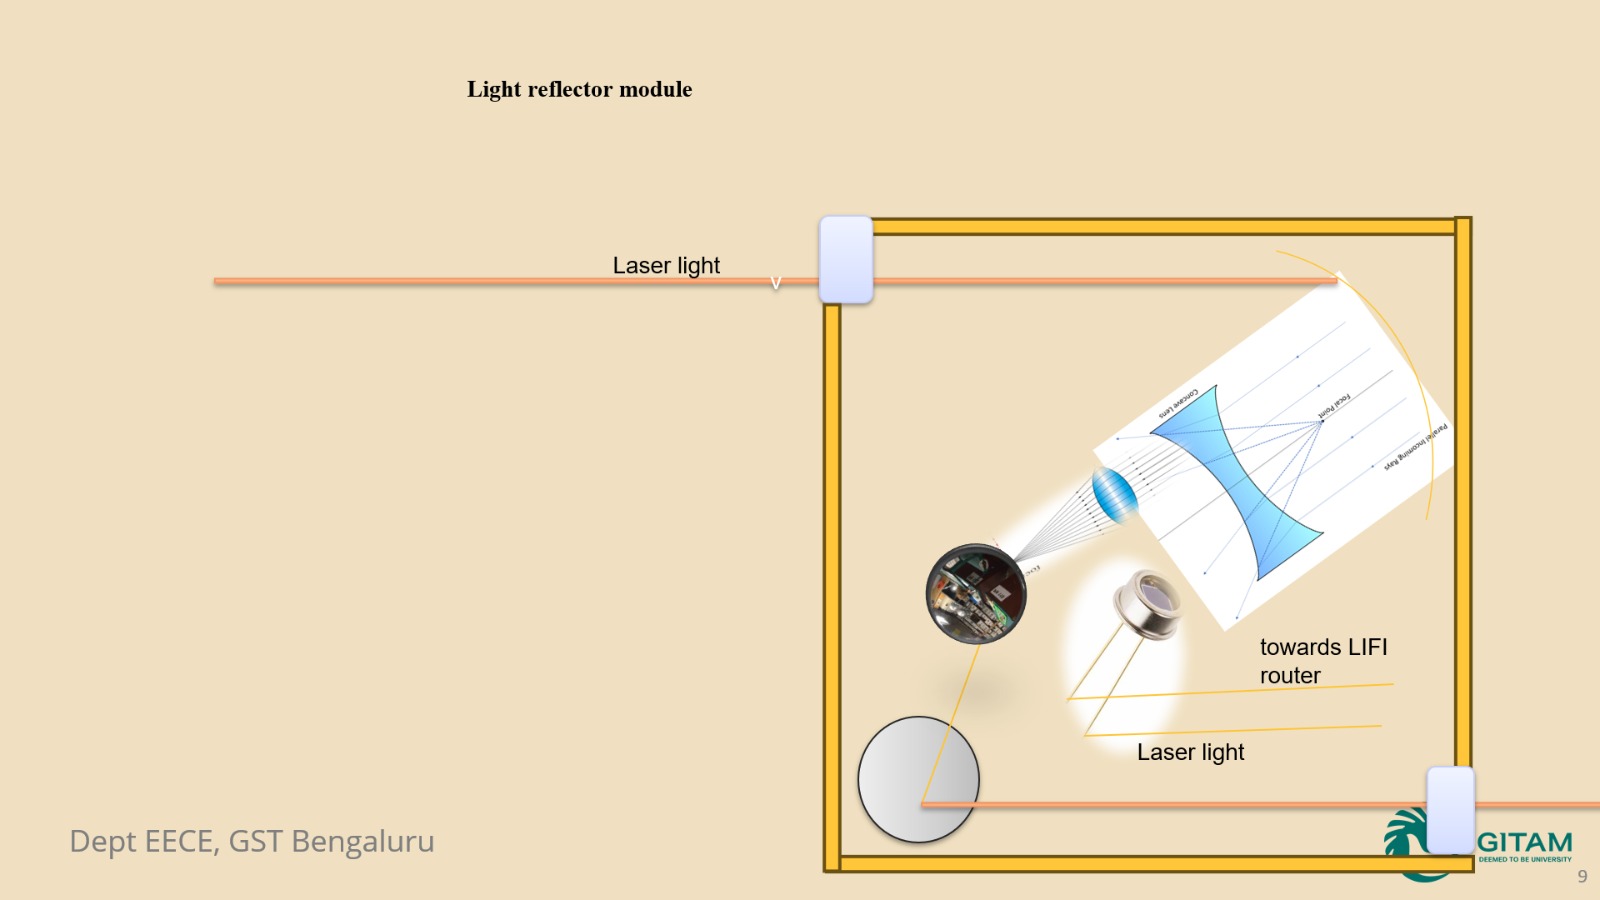 Light reflector module
Laser light
v
Concave Lens
Focal Point
Parallel Incoming Rays
towards LIFI
router
Laser light
Dept EECE, GST Bengaluru
GITAM
DEEMED TO BE UNIVERSITY
9